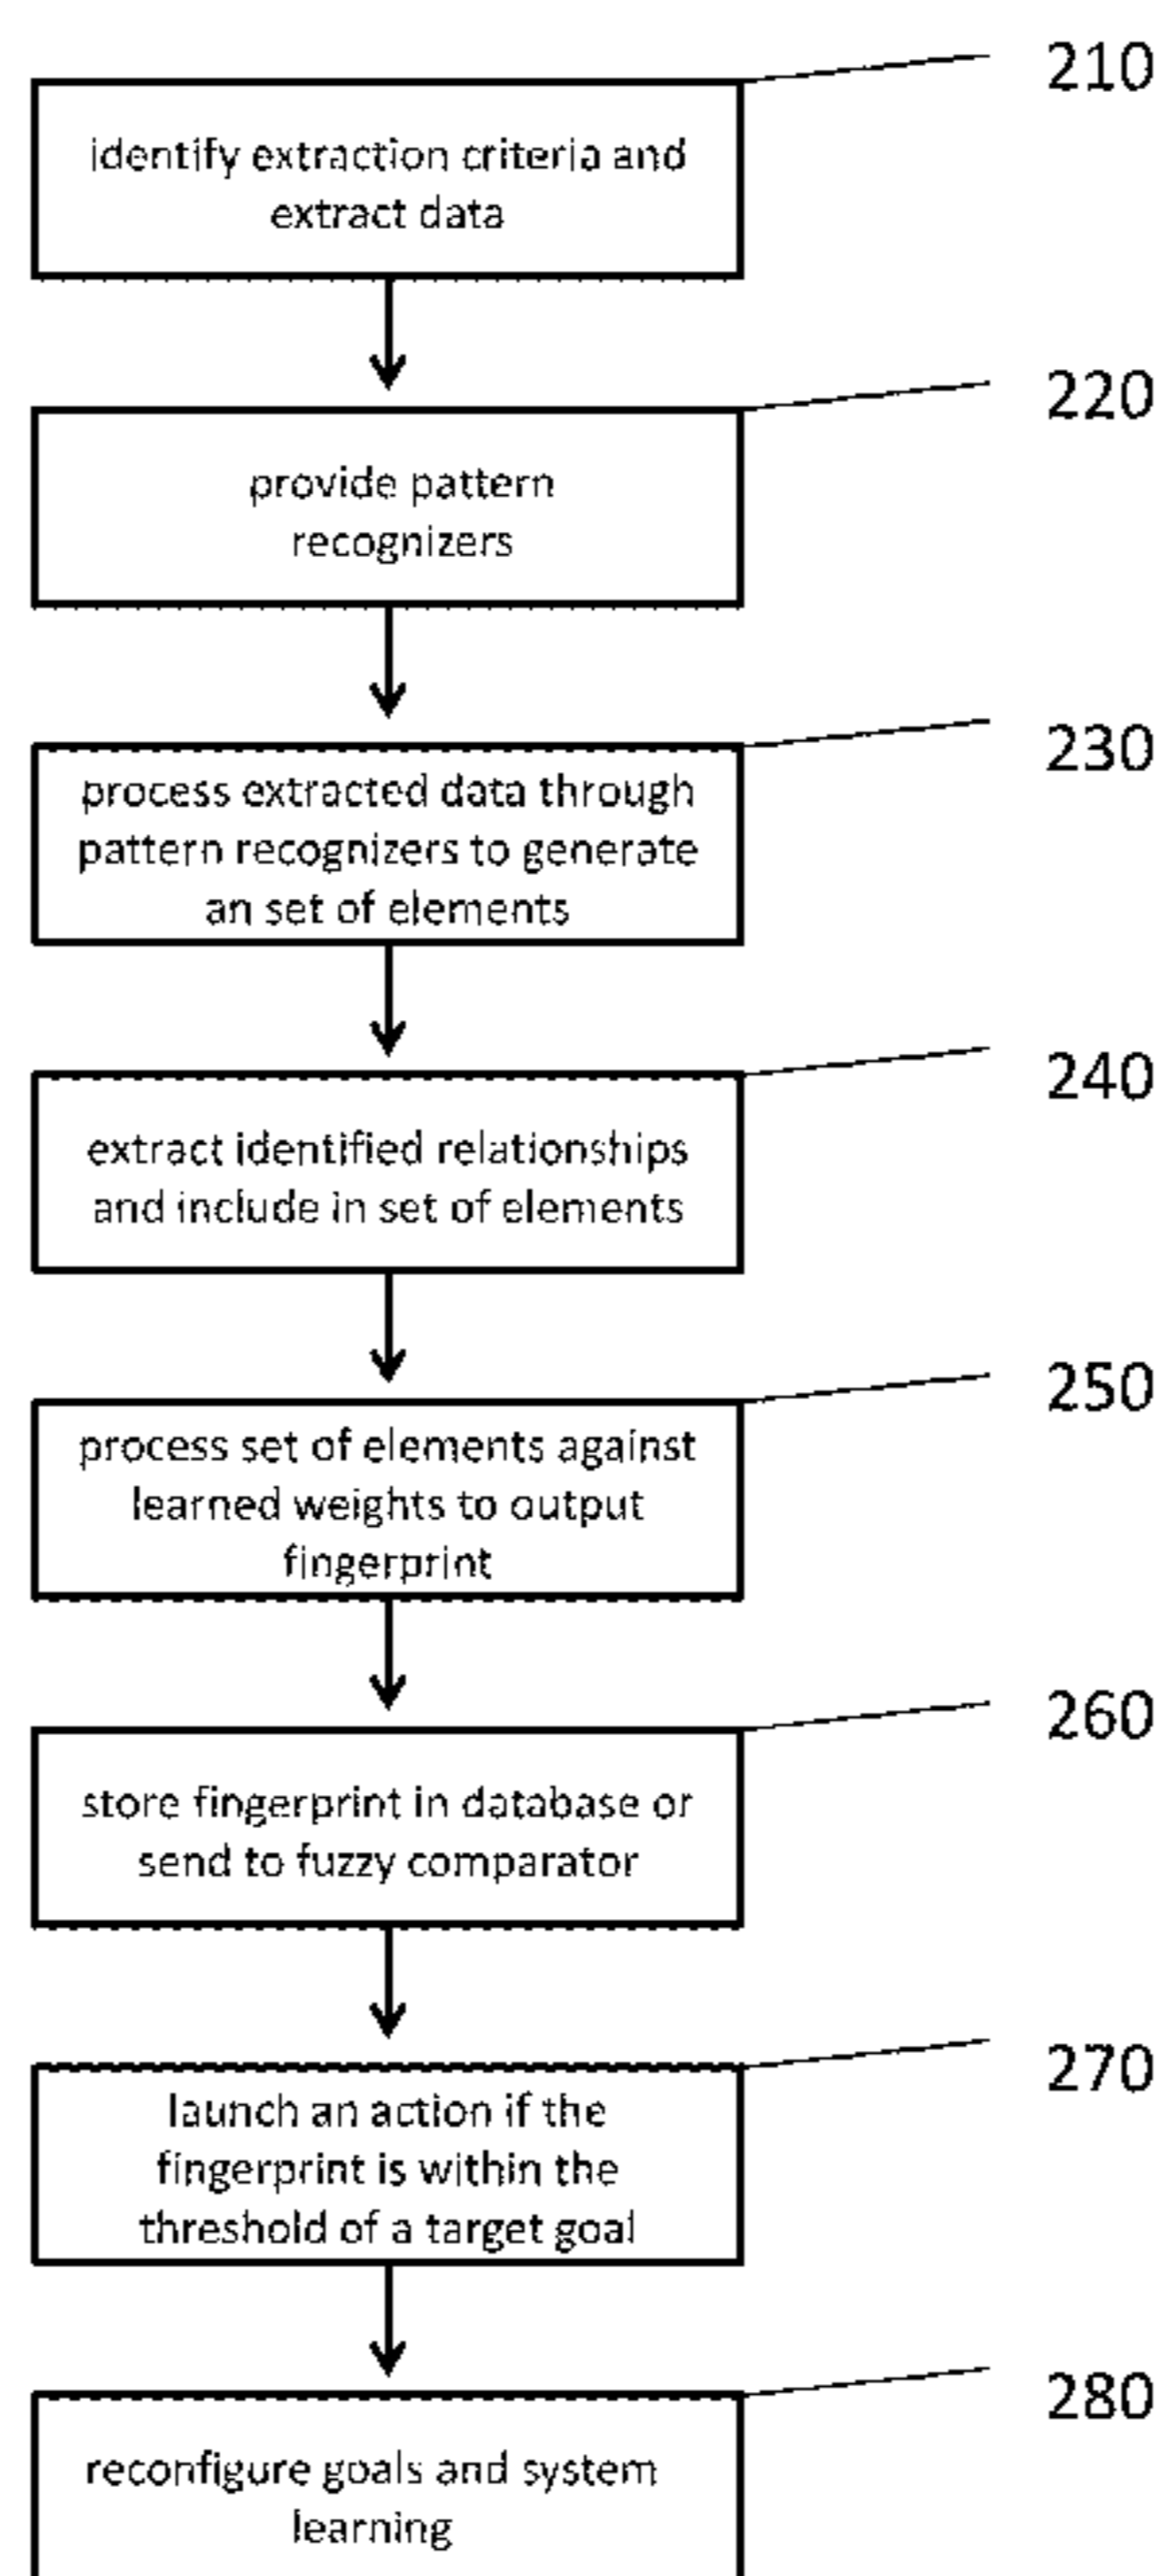 210
identify extraction criteria and
extract data
220
provide pattern
recognizers
230
process extracted data through
pattern recognizers to generate
an set of elements
240
extract identified relationships
and include in set of elements
250
process set of elements against
learned weights to output
fingerprint
260
store fingerprint in database or
send to fuzzy comparator
270
launch an action if the
fingerprint is within the
threshold of a target goal
280
reconfigure goals and system
learning